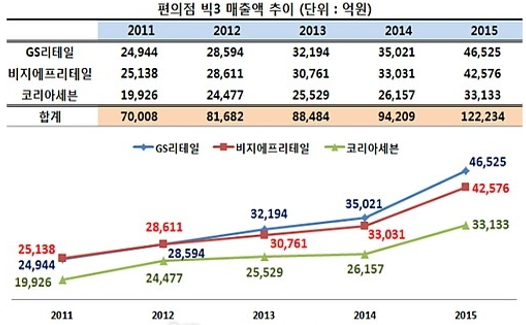 편의점 빅3 매출액 추이 (단위 : 억원)
2011 2012 2013 2014 2015
GS리테일 24,944 28,594 32,194 35,021 46,525
비지에프리테일 25,138 28,611 30,761 33,031 42,576
코리아세븐 19,926 24,477 25,529 26,157 33,133
합계 70,008 81,682 88,484 94,209 122,234
GS리테일 비지에프리테일 코리아세븐
46,525
42,576
35,021
32,194
33,133
28,611
33,031
30,761
25,138
28,594
24,944
26,157
25,529
24,477
19,926
2011 2012 2013 2014 2015